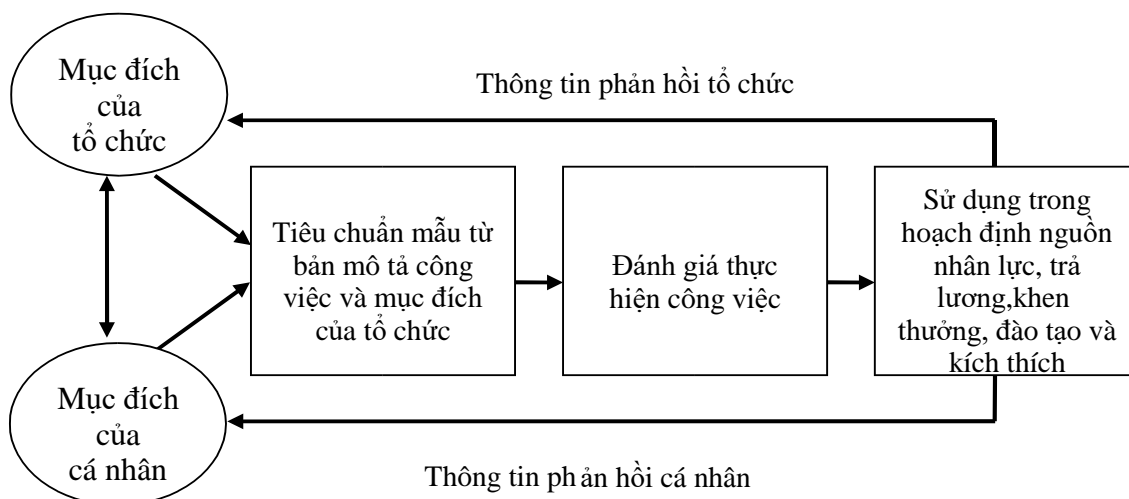 Mục đích
của
tổ chức
Thông tin phản hồi tổ chức
Tiêu chuẩn mẫu từ
bản mô tả công
việc và mục đích
của tổ chức
Đánh giá thực
hiện công việc
Sử dụng trong
hoạch định nguồn
nhân lực, trả
lương,khen
thưởng, đào tạo và
kích thích
Mục đích
của
cá nhân
Thông tin phản hồi cá nhân